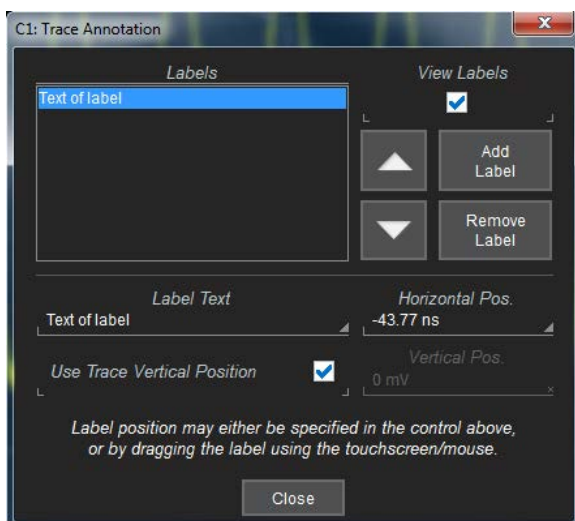 C1: Trace Annotation
Labels
View Labels
Text of label
Add
Label
Remove
Label
Label Text
Horizontal Pos.
Text of label
-43.77 ns
Use Trace Vertical Position
Vertical Pos.
0 mV
Label position may either be specified in the control above,
or by dragging the label using the touchscreen/mouse.
Close